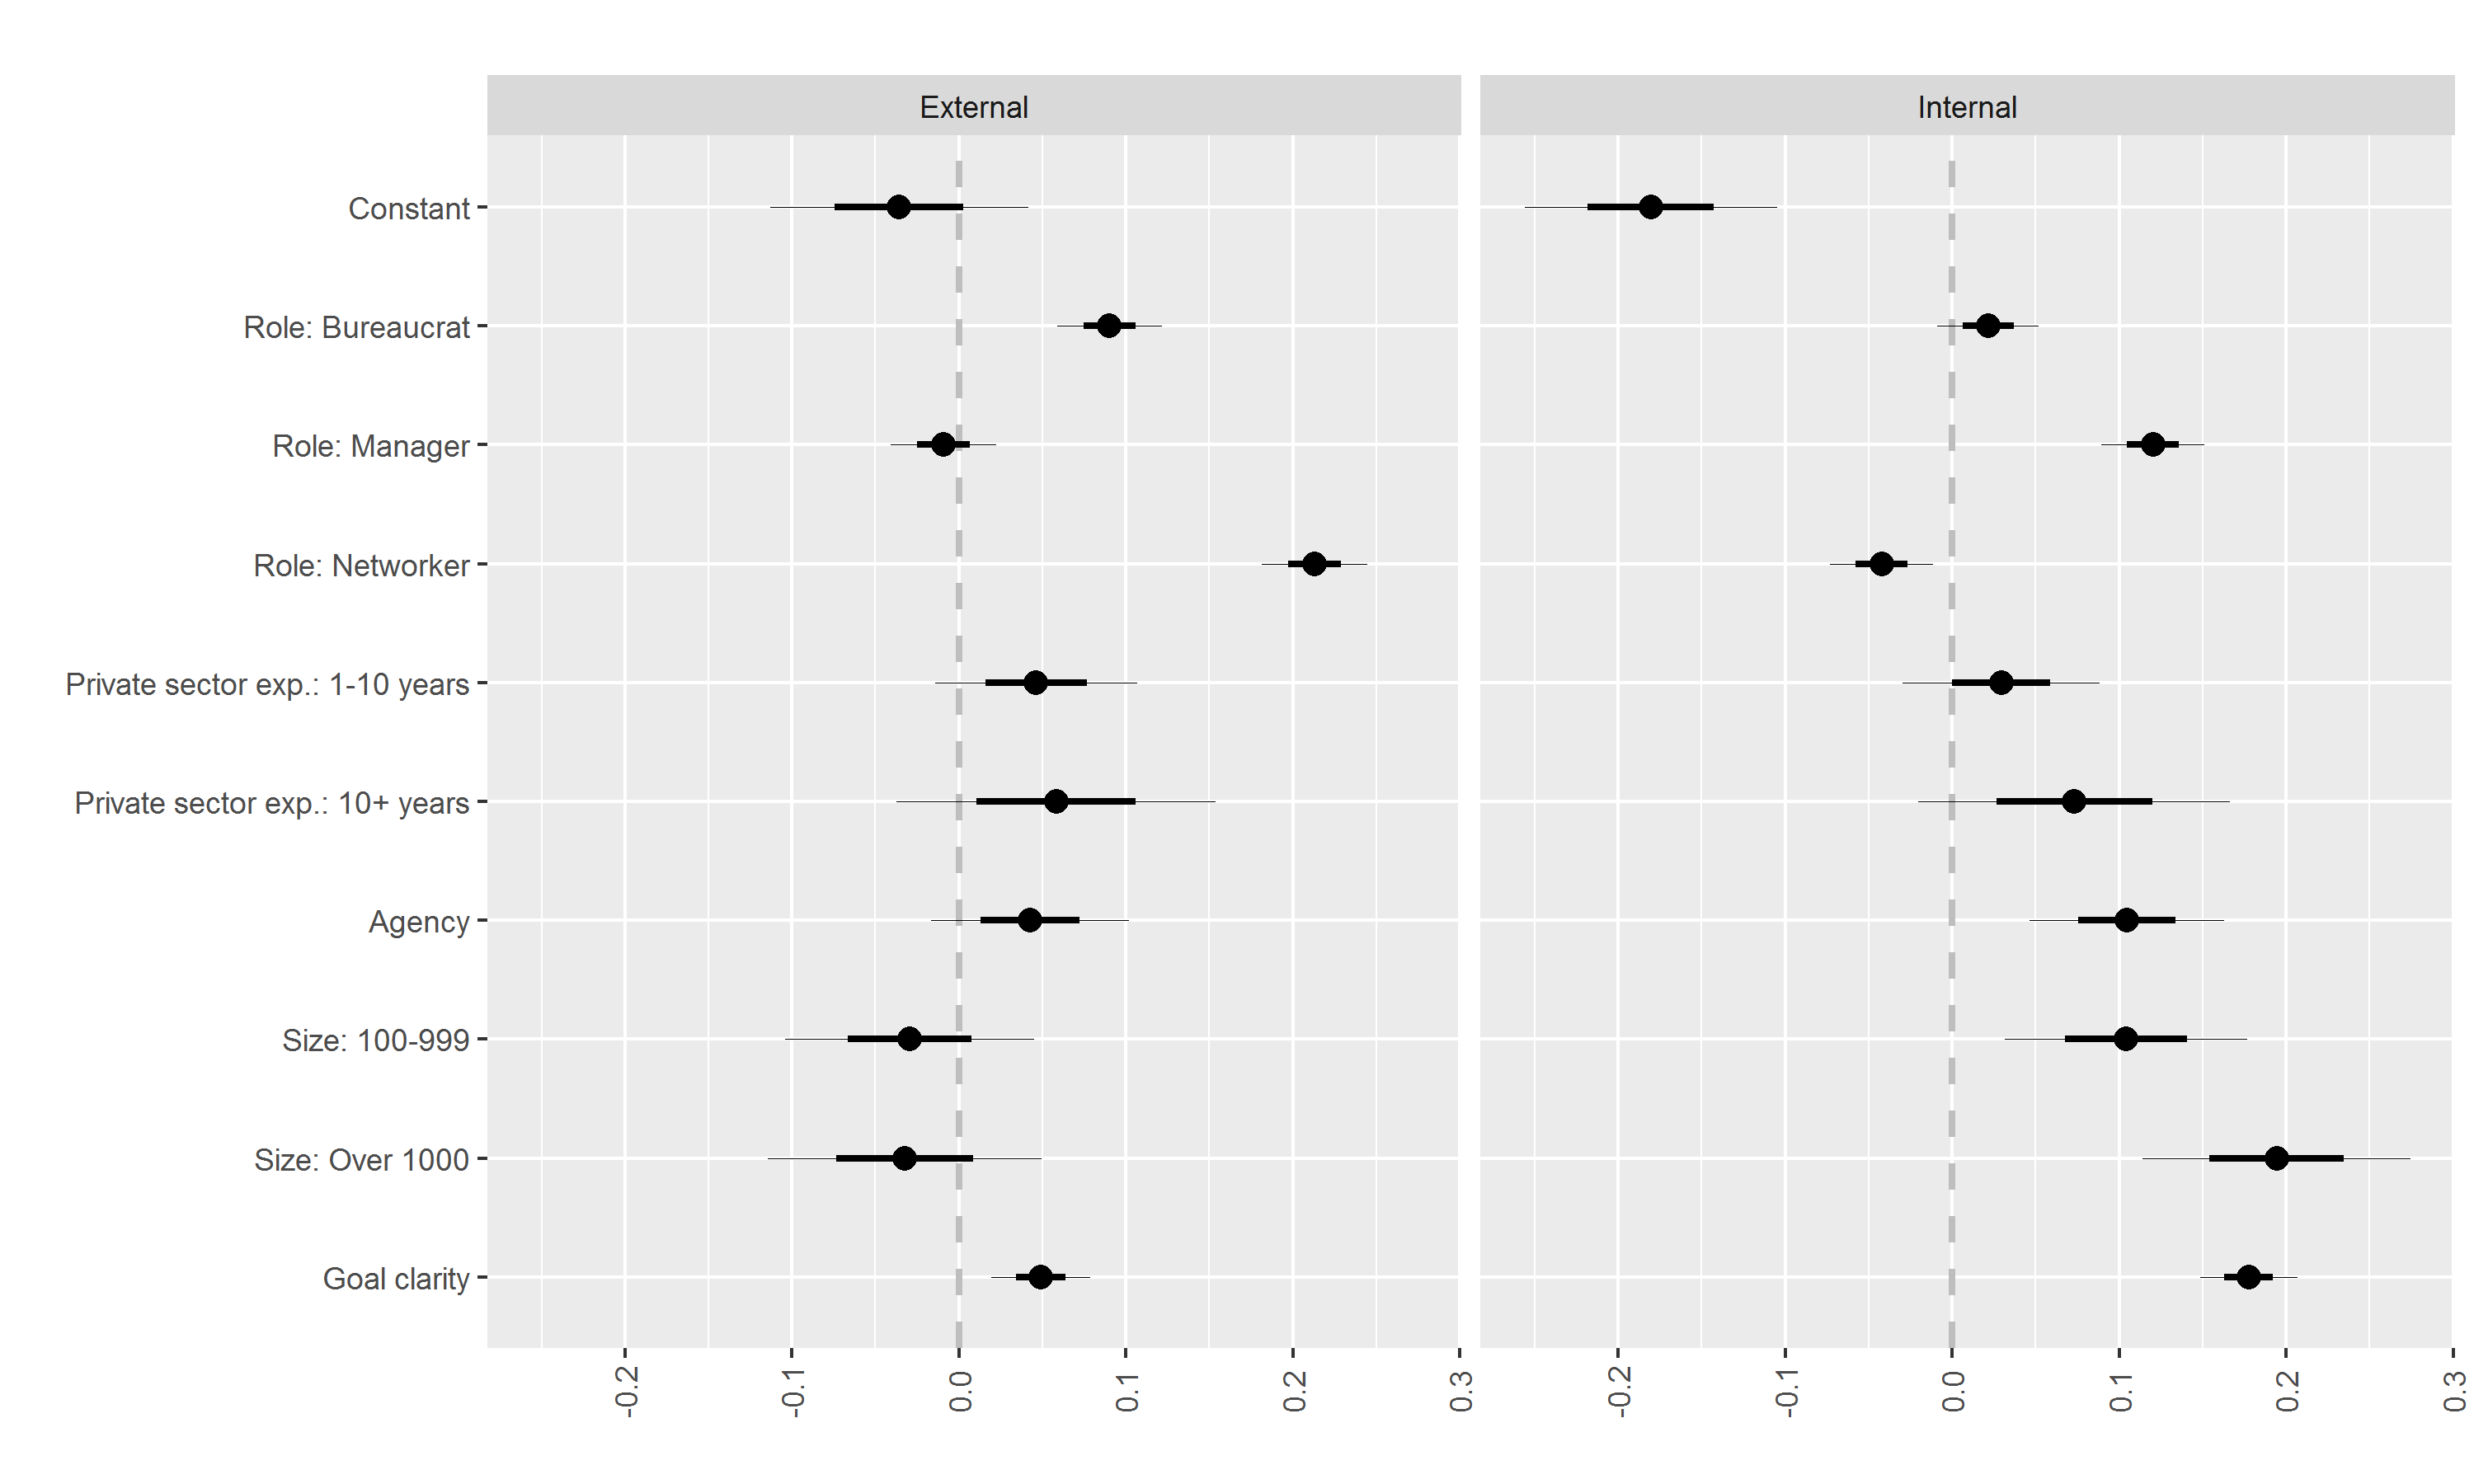 External
Internal
Constant
Role: Bureaucrat
Role: Manager
Role: Networker
Private sector exp.: 1-10 years
Private sector exp.: 10+ years
Agency
Size: 100-999
Size: Over 1000
Goal clarity
-0.2
-0.1
0.0
0.1
0.2
0.3
-0.2
-0.1
0.0
0.1
0.2
0.3